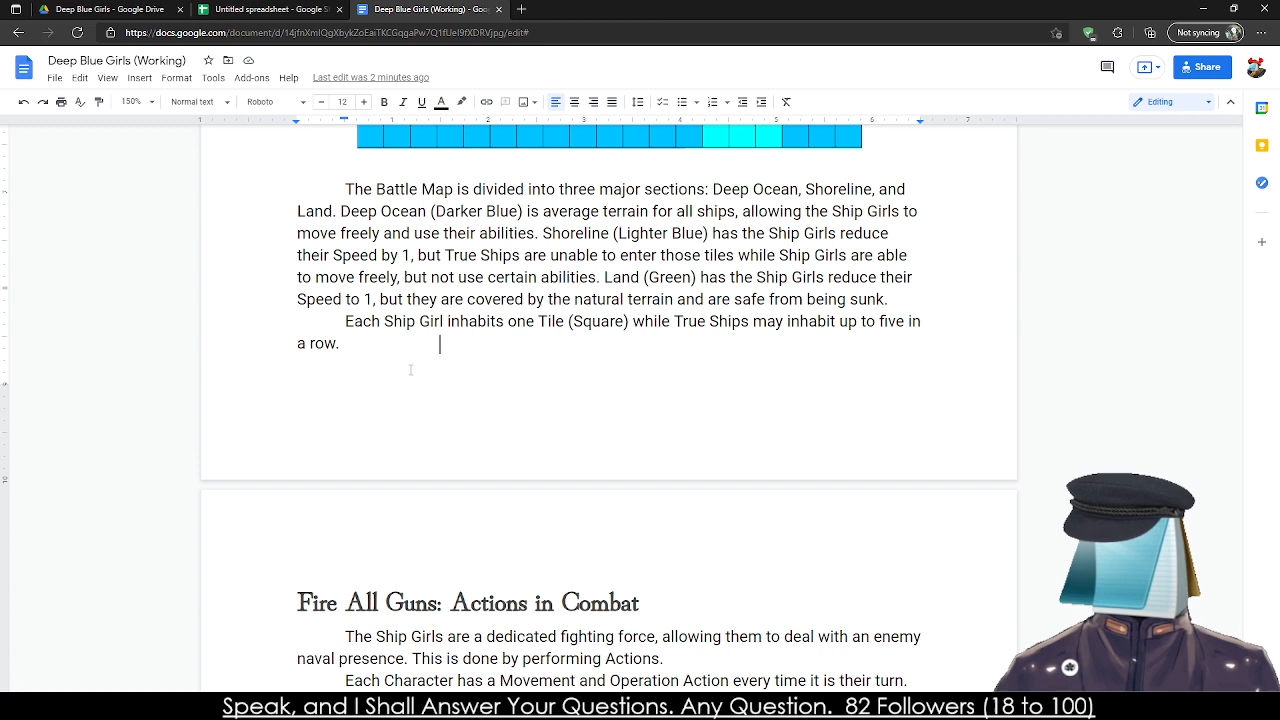 Deep Blue Girls - Google Drive
Untitled spreadsheet - Google S
Deep Blue Girls (Working) - Goo
https://docs.google.com/document/d/14jfnXmIQgXbykZoEaiTKCGqgaPw7Q1fUeI9fXDRVjpg/edit#
Not syncing
Deep Blue Girls (Working)
File Edit View Insert Format Tools Add-ons Help Last edit was 2 minutes ago
Share
150% Normal text Roboto 12 Editing
1 1 2 3 4 5 6 7
The Battle Map is divided into three major sections: Deep Ocean, Shoreline, and
Land. Deep Ocean (Darker Blue) is average terrain for all ships, allowing the Ship Girls to
move freely and use their abilities. Shoreline (Lighter Blue) has the Ship Girls reduce
their Speed by 1, but True Ships are unable to enter those tiles while Ship Girls are able
to move freely, but not use certain abilities. Land (Green) has the Ship Girls reduce their
Speed to 1, but they are covered by the natural terrain and are safe from being sunk.
Each Ship Girl inhabits one Tile (Square) while True Ships may inhabit up to five in
a row.
Fire All Guns: Actions in Combat
The Ship Girls are a dedicated fighting force, allowing them to deal with an enemy
naval presence. This is done by performing Actions.
Each Character has a Movement and Operation Action every time it is their turn.
Speak, and I Shall Answer Your Questions. Any Question. 82 Followers (18 to 100)